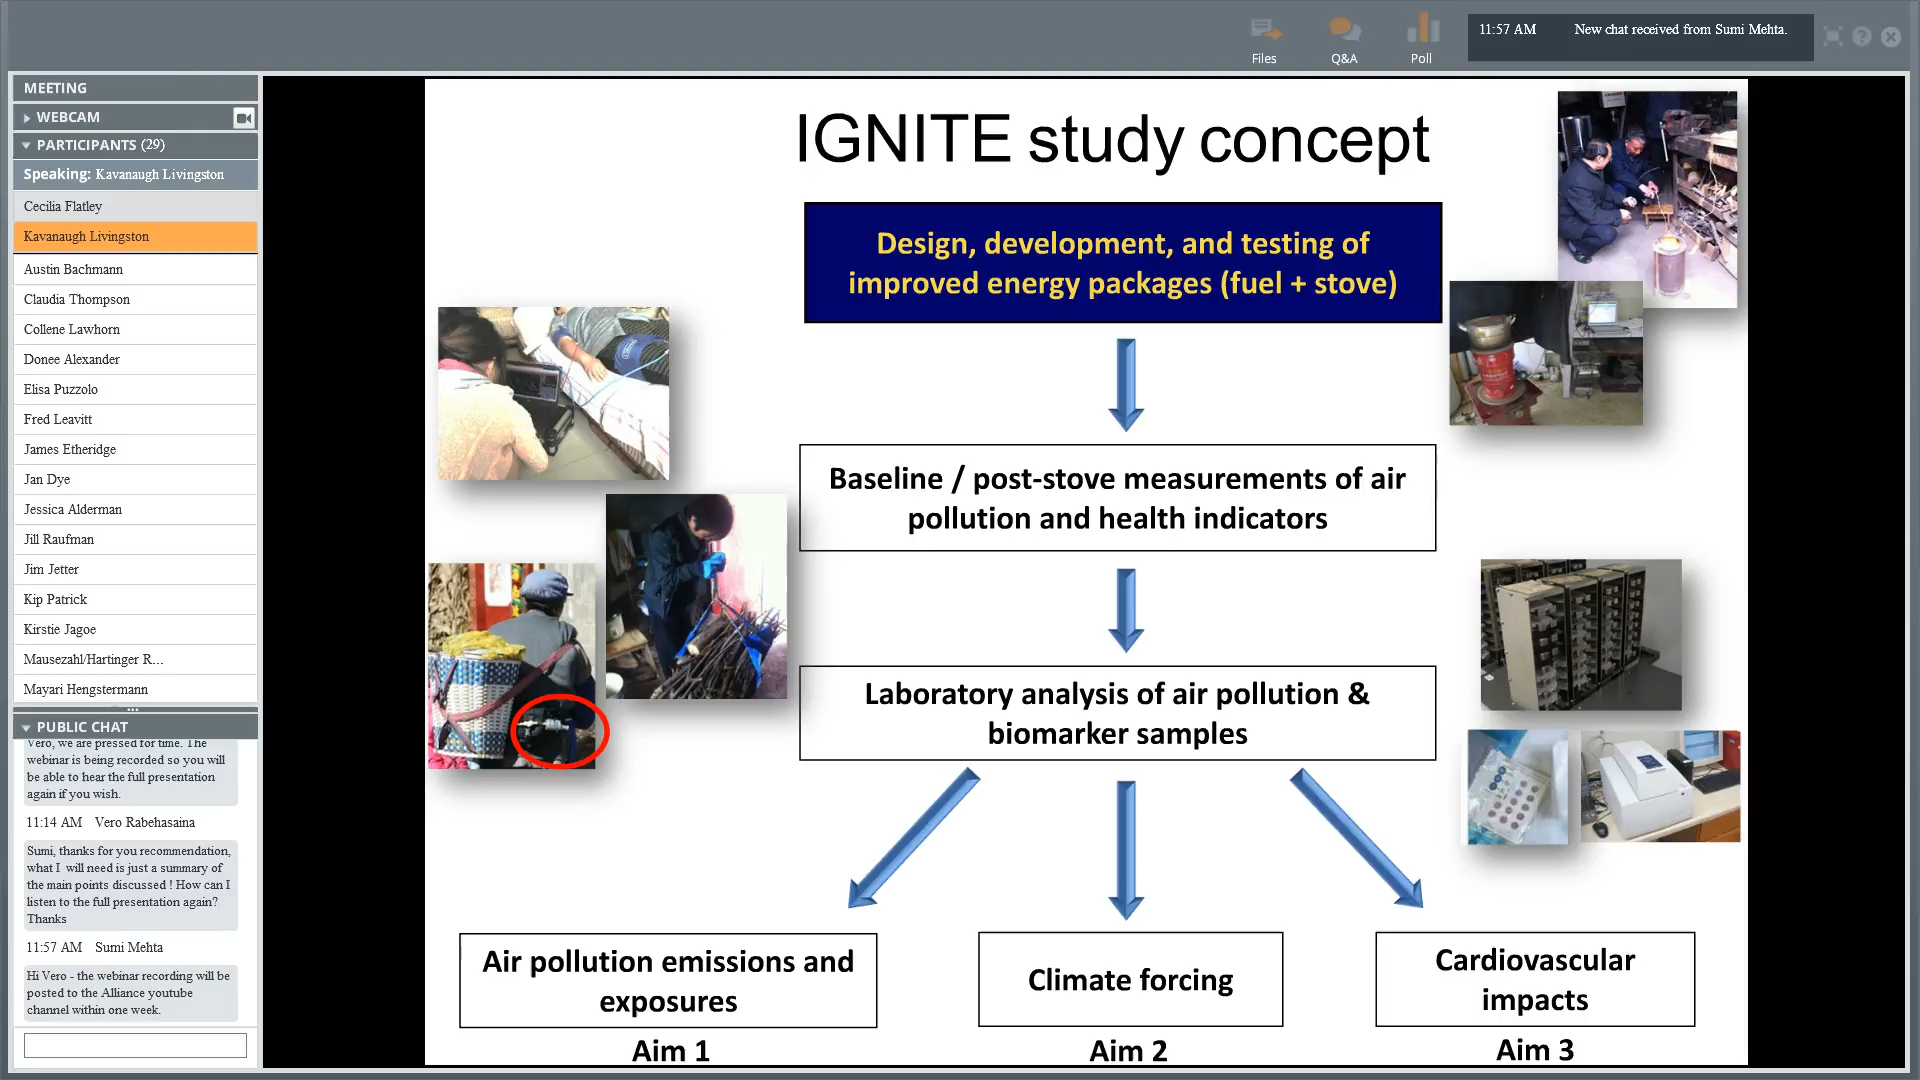 Files
Q&A
Poll
11:57 AM New chat received from Sumi Mehta.
MEETING
WEBCAM
PARTICIPANTS (29)
Speaking: Kavanaugh Livingston
Cecilia Flatley
Kavanaugh Livingston
Austin Bachmann
Claudia Thompson
Collene Lawhorn
Donee Alexander
Elisa Puzzolo
Fred Leavitt
James Etheridge
Jan Dye
Jessica Alderman
Jill Raufman
Jim Jetter
Kip Patrick
Kirstie Jagoe
Mausezahl/Hartinger R...
Mayari Hengstermann
PUBLIC CHAT
Vero, we are pressed for time. The
webinar is being recorded so you will
be able to hear the full presentation
again if you wish.
11:14 AM Vero Rabehasaina
Sumi, thanks for you recommendation,
what I will need is just a summary of
the main points discussed ! How can I
listen to the full presentation again?
Thanks
11:57 AM Sumi Mehta
Hi Vero - the webinar recording will be
posted to the Alliance youtube
channel within one week.
IGNITE study concept
Design, development, and testing of
improved energy packages (fuel + stove)
Baseline / post-stove measurements of air
pollution and health indicators
Laboratory analysis of air pollution &
biomarker samples
Air pollution emissions and
exposures
Aim 1
Climate forcing
Aim 2
Cardiovascular
impacts
Aim 3